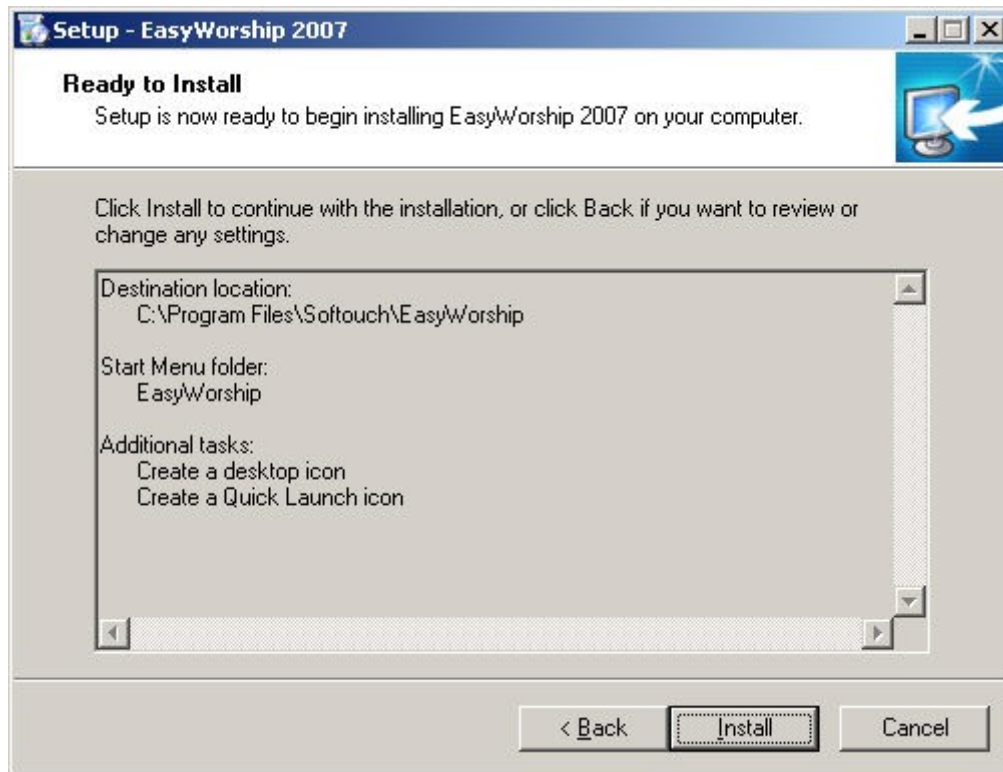 Setup - EasyWorship 2007
Ready to Install
Setup is now ready to begin installing EasyWorship 2007 on your computer.
Click Install to continue with the installation, or click Back if you want to review or
change any settings.
Destination location:
C:\Program Files\Softouch\EasyWorship
Start Menu folder:
EasyWorship
Additional tasks:
Create a desktop icon
Create a Quick Launch icon
< Back
Install
Cancel